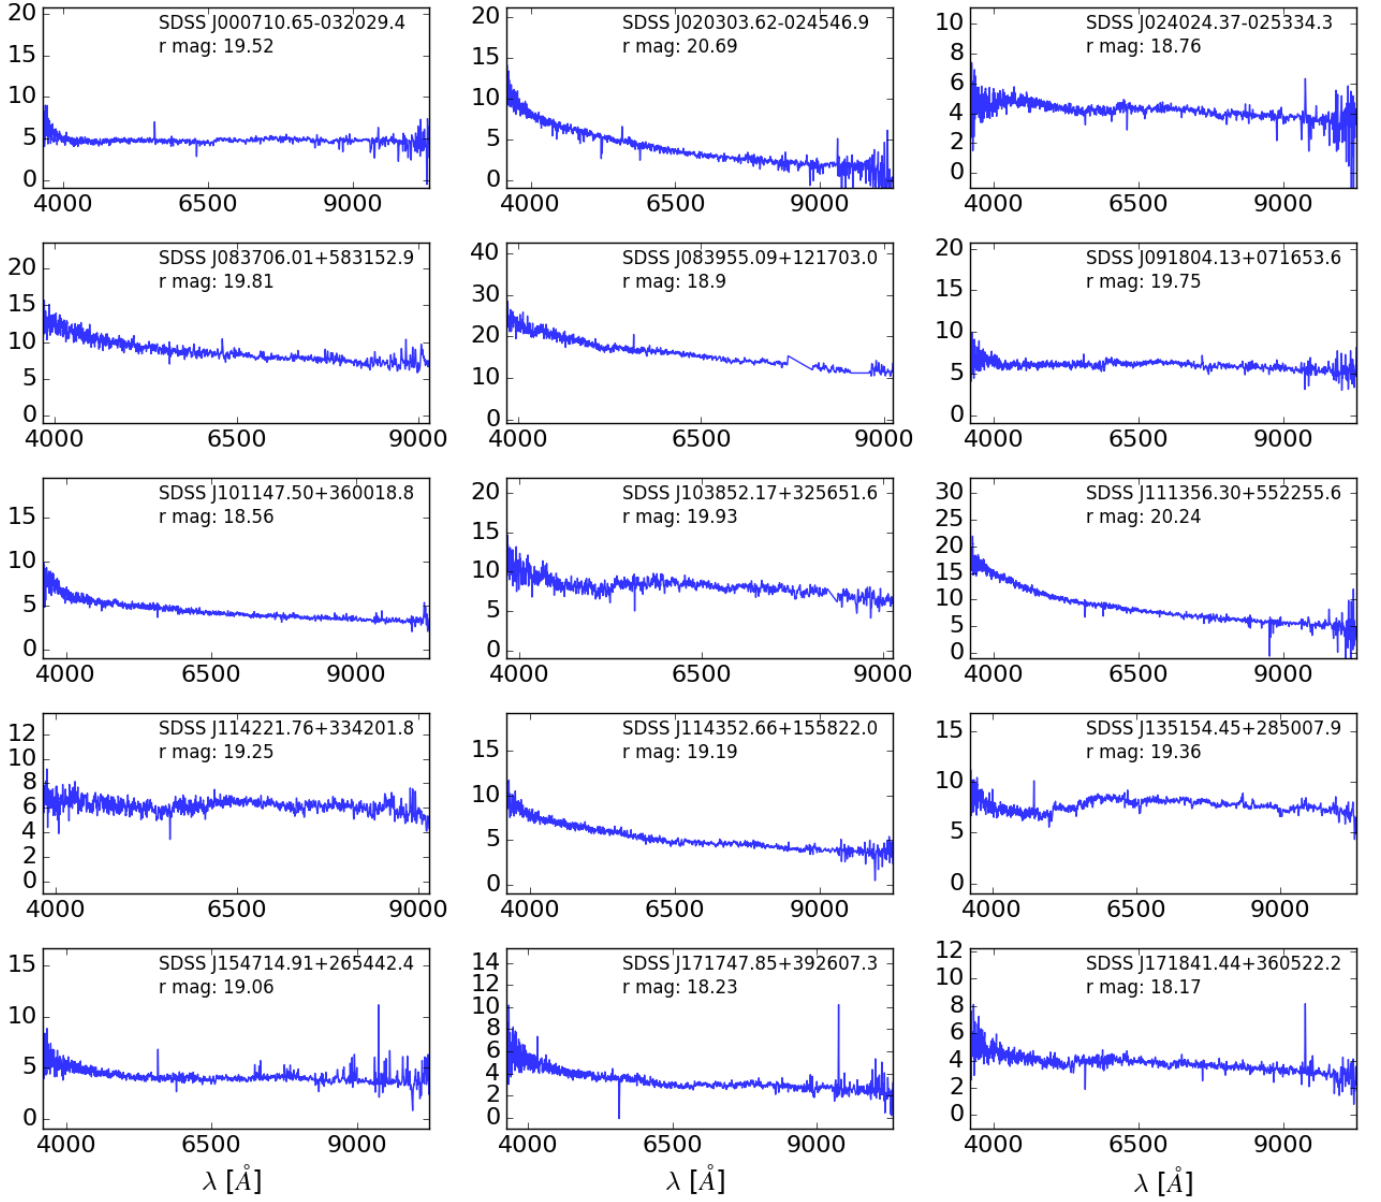 SDSS J000710.65-032029.4
r mag: 19.52
20
15
10
5
0
4000 6500 9000
SDSS J020303.62-024546.9
r mag: 20.69
20
15
10
5
0
4000 6500 9000
SDSS J024024.37-025334.3
r mag: 18.76
10
8
6
4
2
0
4000 6500 9000
SDSS J083706.01+583152.9
r mag: 19.81
20
15
10
5
0
4000 6500 9000
SDSS J083955.09+121703.0
r mag: 18.9
40
30
20
10
0
4000 6500 9000
SDSS J091804.13+071653.6
r mag: 19.75
20
15
10
5
0
4000 6500 9000
SDSS J101147.50+360018.8
r mag: 18.56
15
10
5
0
4000 6500 9000
SDSS J103852.17+325651.6
r mag: 19.93
20
15
10
5
0
4000 6500 9000
SDSS J111356.30+552255.6
r mag: 20.24
30
25
20
15
10
5
0
4000 6500 9000
SDSS J114221.76+334201.8
r mag: 19.25
12
10
8
6
4
2
0
4000 6500 9000
SDSS J114352.66+155822.0
r mag: 19.19
15
10
5
0
4000 6500 9000
SDSS J135154.45+285007.9
r mag: 19.36
15
10
5
0
4000 6500 9000
SDSS J154714.91+265442.4
r mag: 19.06
15
10
5
0
4000 6500 9000
λ [Å]
SDSS J171747.85+392607.3
r mag: 18.23
14
12
10
8
6
4
2
0
4000 6500 9000
λ [Å]
SDSS J171841.44+360522.2
r mag: 18.17
12
10
8
6
4
2
0
4000 6500 9000
λ [Å]